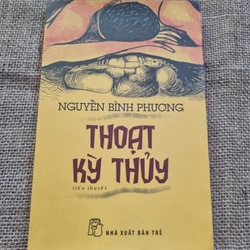 NGUYỄN BÌNH PHƯƠNG
THOẠT
KỲ THỦY
tiểu thuyết
NHÀ XUẤT BẢN TRẺ